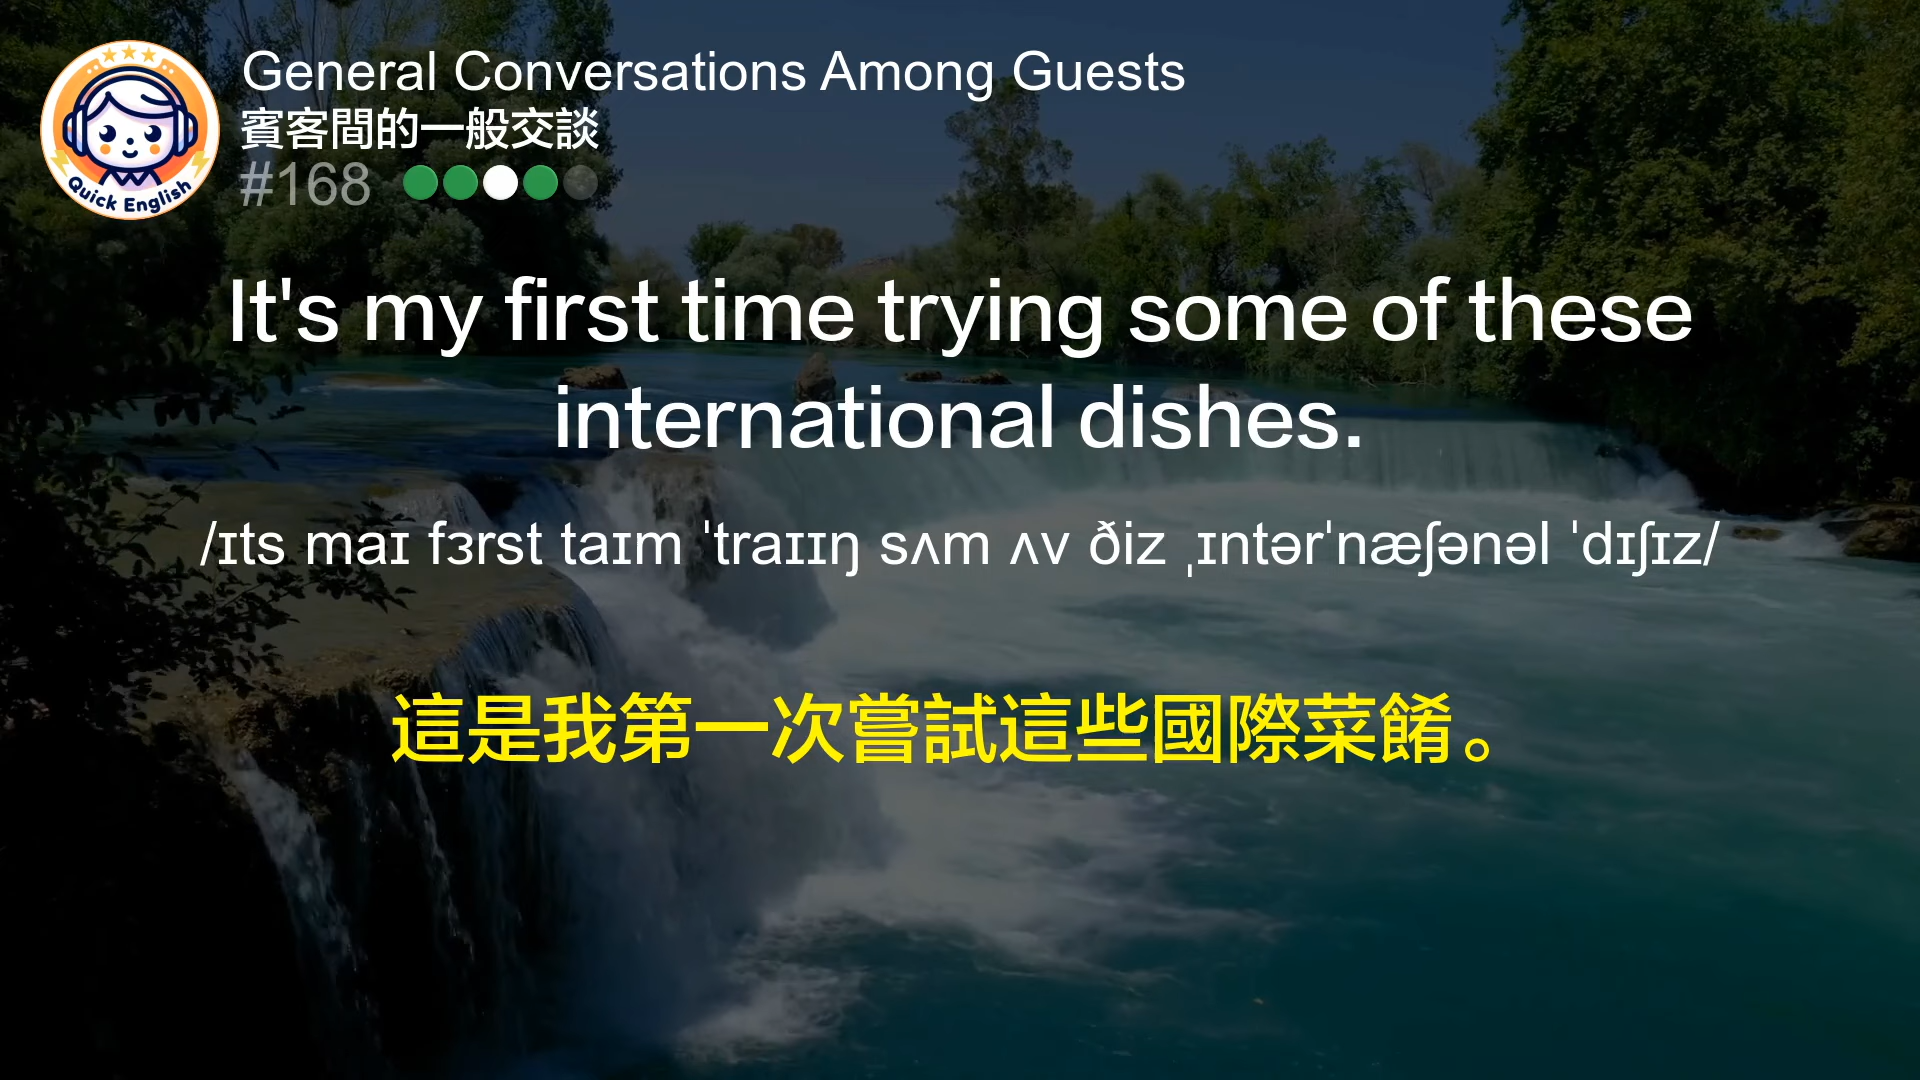 General Conversations Among Guests
賓客間的一般交談
#168
Quick English
It's my first time trying some of these
international dishes.
/ɪts maɪ fɜrst taɪm ˈtraɪɪŋ sʌm ʌv ðiz ˌɪntərˈnæʃənəl ˈdɪʃɪz/
這是我第一次嘗試這些國際菜餚。